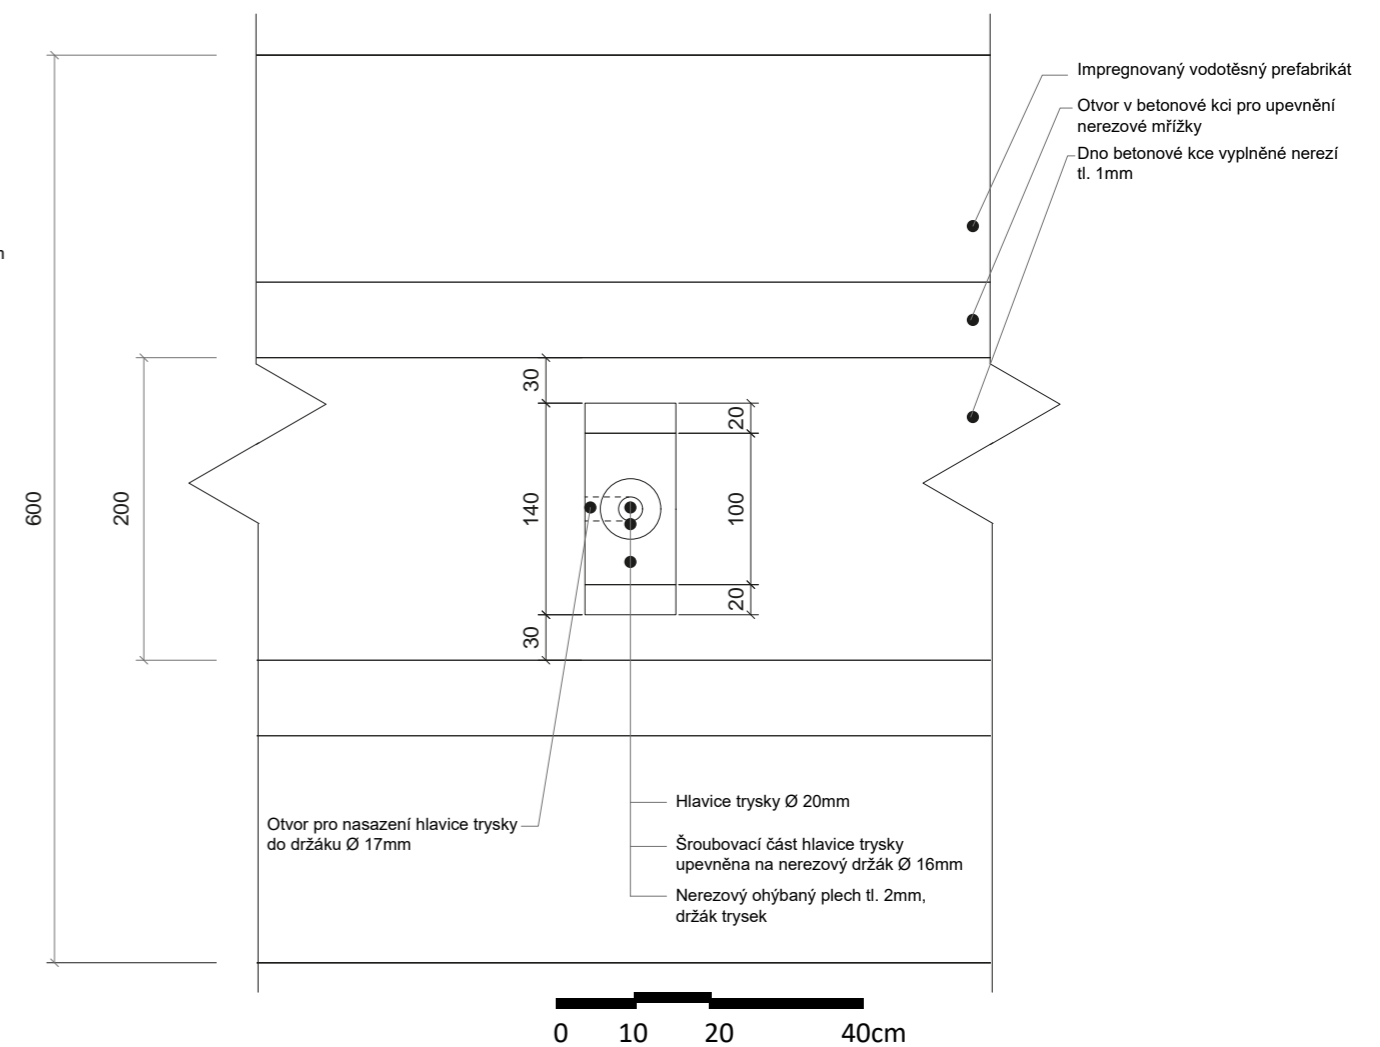 Impregnovaný vodotěsný prefabrikát
Otvor v betonové kci pro upevnění
nerezové mřížky
Dno betonové kce vyplněné nerezí
tl. 1mm
600
200
30
140
30
20
100
20
Otvor pro nasazení hlavice trysky
do držáku Ø 17mm
Hlavice trysky Ø 20mm
Šroubovací část hlavice trysky
upevněna na nerezový držák Ø 16mm
Nerezový ohýbaný plech tl. 2mm,
držák trysek
0 10 20 40cm